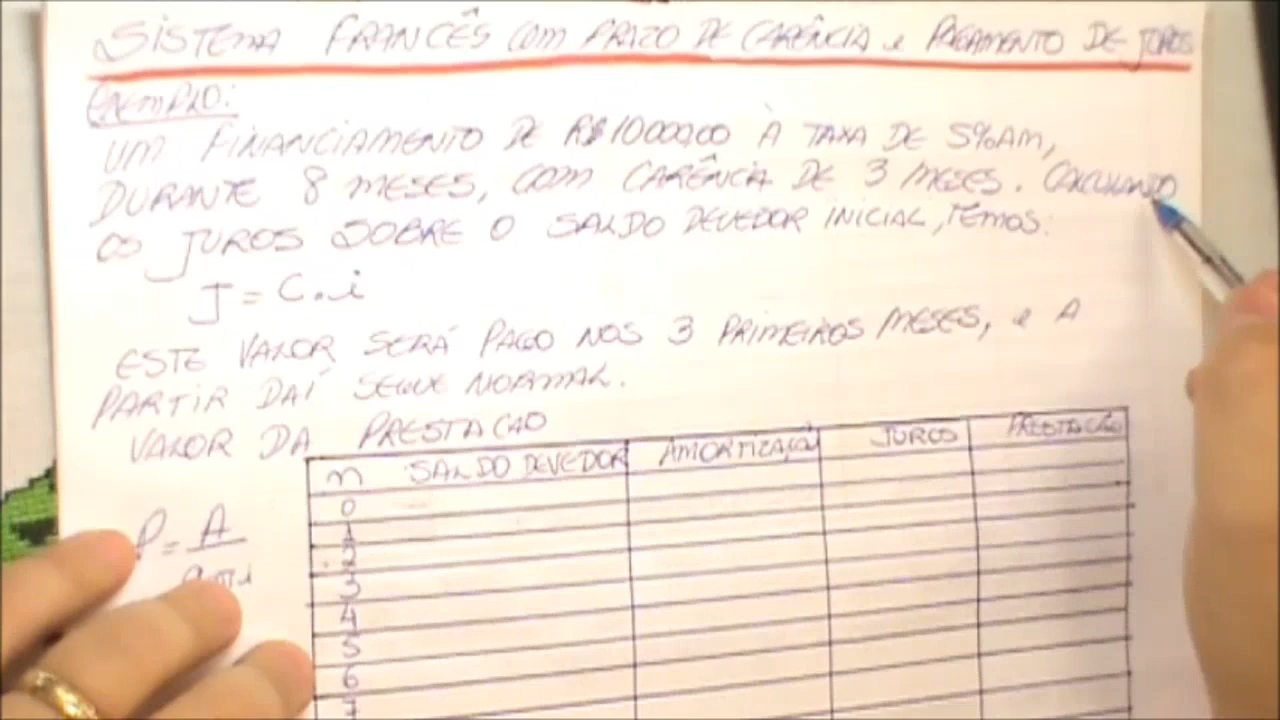 SISTEMA FRANCÊS COM PRAZO DE CARÊNCIA e PAGAMENTO DE JUROS
EXEMPLO:
UM FINANCIAMENTO DE R$ 10000,00 À TAXA DE 5%AM,
DURANTE 8 MESES, COM CARÊNCIA DE 3 MESES. CALCULANDO
OS JUROS SOBRE O SALDO DEVEDOR INICIAL, TEMOS:
J = C.i
ESTE VALOR SERÁ PAGO NOS 3 PRIMEIROS MESES, e A
PARTIR DAÍ SEGUE NORMAL.
VALOR DA PRESTACAO
n SALDO DEVEDOR AMORTIZAÇÃO JUROS PRESTAÇÃO
0
P = A
1
2
3
4
5
6